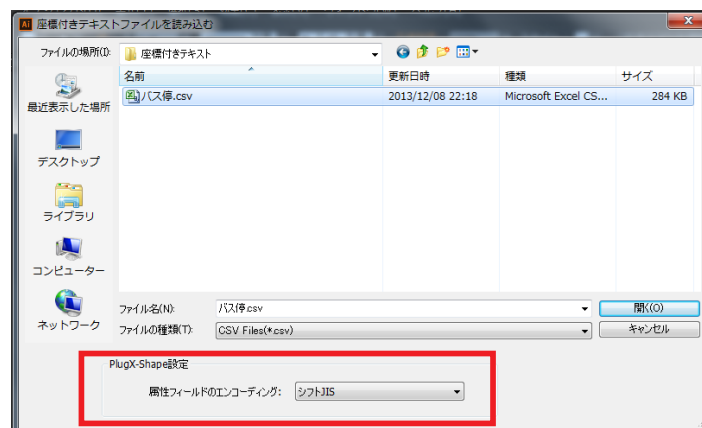 Ai 座標付きテキストファイルを読み込む
ファイルの場所(I): 座標付きテキスト
名前 更新日時 種類 サイズ
バス停.csv 2013/12/08 22:18 Microsoft Excel CS... 284 KB
最近表示した場所
デスクトップ
ライブラリ
コンピューター
ネットワーク
ファイル名(N): バス停.csv 開く(O)
ファイルの種類(T): CSV Files(*.csv) キャンセル
PlugX-Shape設定
属性フィールドのエンコーディング: シフトJIS